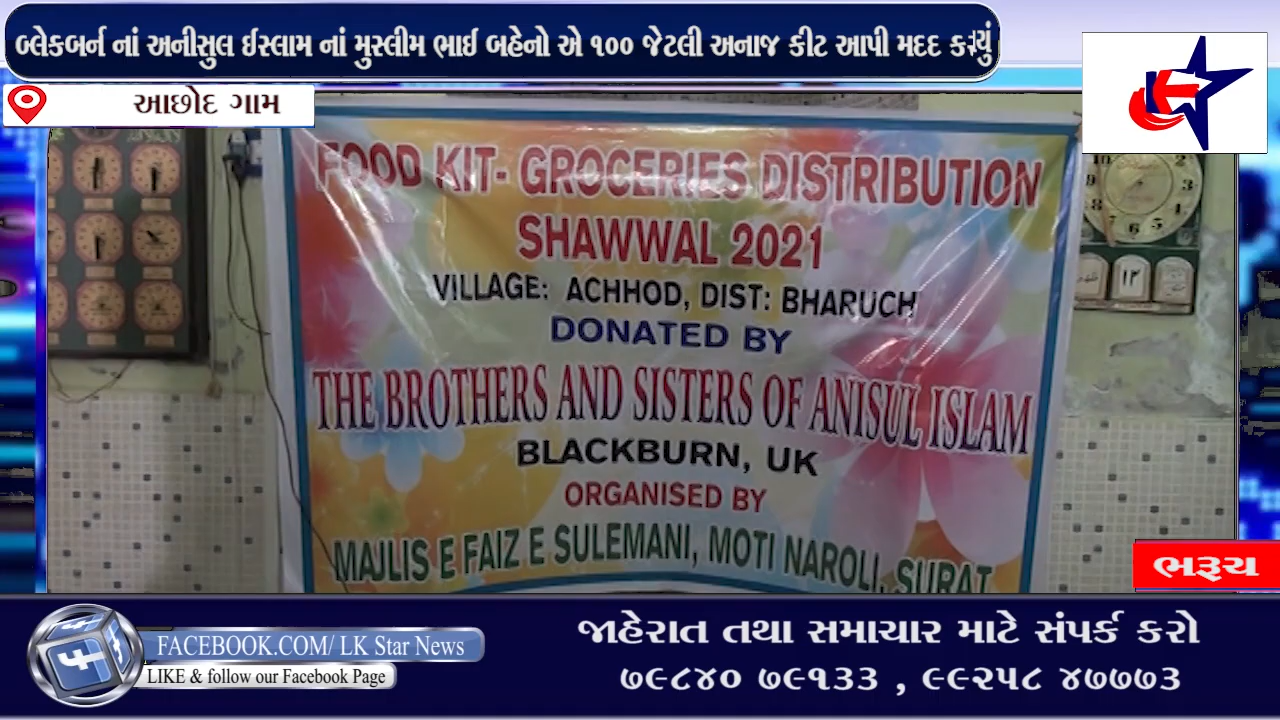 બ્લેકબર્ન નાં અનીસુલ ઈસ્લામ નાં મુસ્લીમ ભાઈ બહેનો એ ૧૦૦ જેટલી અનાજ કીટ આપી મદદ કર્યું
આછોદ ગામ
FOOD KIT- GROCERIES DISTRIBUTION
SHAWWAL 2021
VILLAGE: ACHHOD, DIST: BHARUCH
DONATED BY
THE BROTHERS AND SISTERS OF ANISUL ISLAM
BLACKBURN, UK
ORGANISED BY
MAJLIS E FAIZ E SULEMANI, MOTI NAROLI, SURAT
ભરૂચ
FACEBOOK.COM/ LK Star News
LIKE & follow our Facebook Page
જાહેરાત તથા સમાચાર માટે સંપર્ક કરો
૭૯૮૪૦ ૭૯૧૩૩ , ૯૯૨૫૮ ૪૭૭૭૩